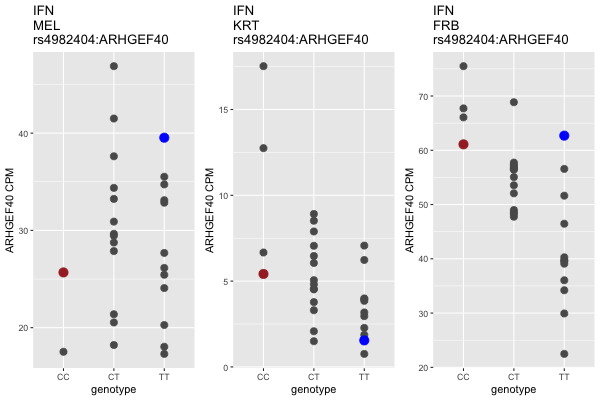 IFN
MEL
rs4982404:ARHGEF40
ARHGEF40 CPM
40
30
20
CC CT TT
genotype
IFN
KRT
rs4982404:ARHGEF40
ARHGEF40 CPM
15
10
5
0
CC CT TT
genotype
IFN
FRB
rs4982404:ARHGEF40
ARHGEF40 CPM
70
60
50
40
30
20
CC CT TT
genotype